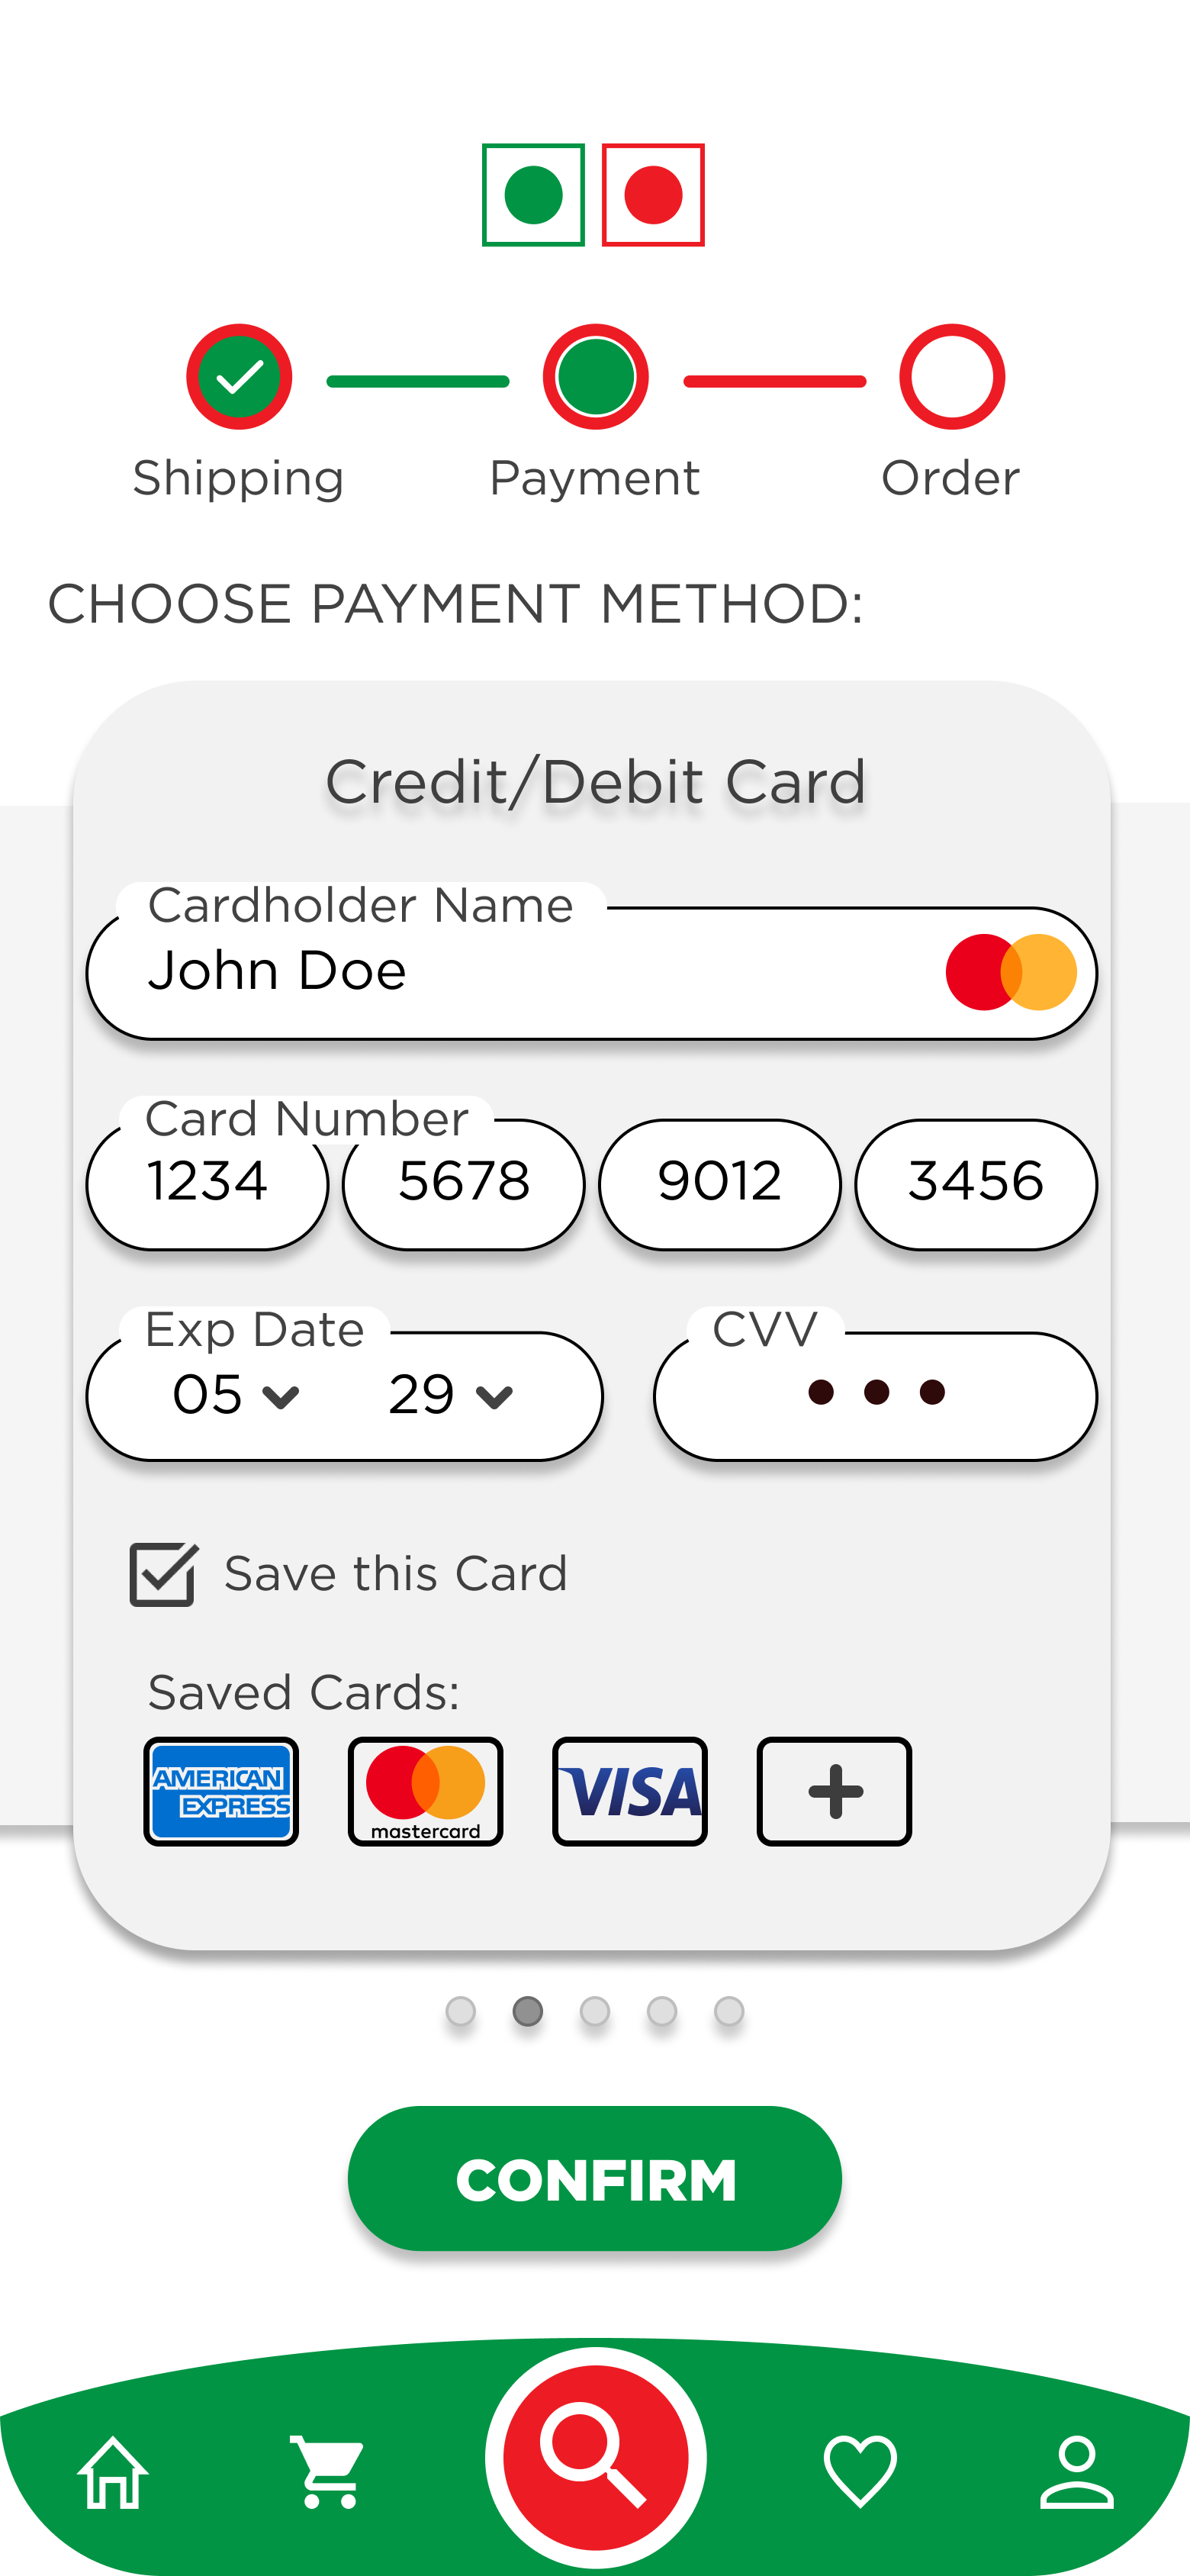 Shipping Payment Order
CHOOSE PAYMENT METHOD:
Credit/Debit Card
Cardholder Name
John Doe
Card Number
1234 5678 9012 3456
Exp Date CVV
05 29
Save this Card
Saved Cards:
AMERICAN
EXPRESS
mastercard
VISA
CONFIRM